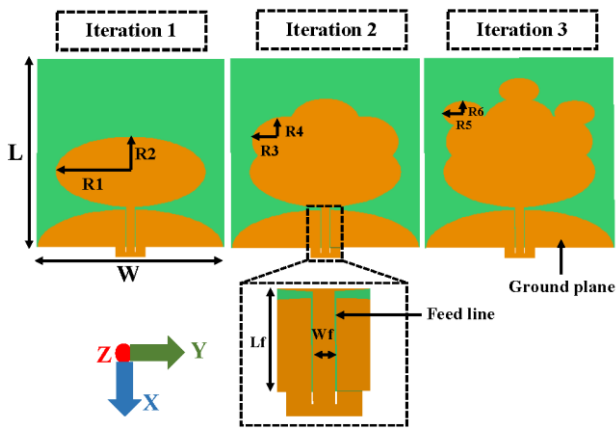 Iteration 1
Iteration 2
Iteration 3
L
R2
R1
R4
R3
R6
R5
W
Ground plane
Lf
Wf
Feed line
Z
Y
X